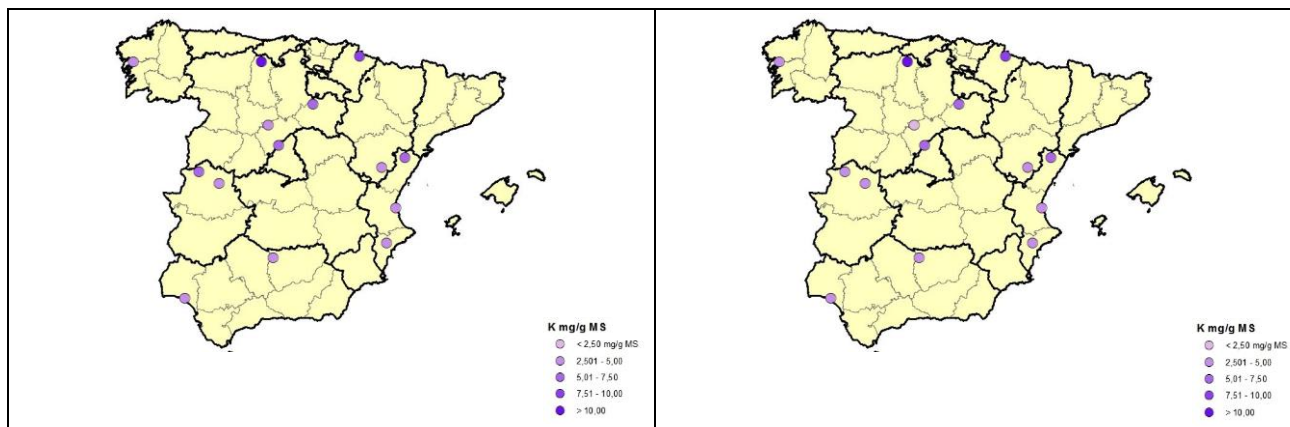 K mg/g MS
< 2,50 mg/g MS
2,501 - 5,00
5,01 - 7,50
7,51 - 10,00
> 10,00
K mg/g MS
< 2,50 mg/g MS
2,501 - 5,00
5,01 - 7,50
7,51 - 10,00
> 10,00